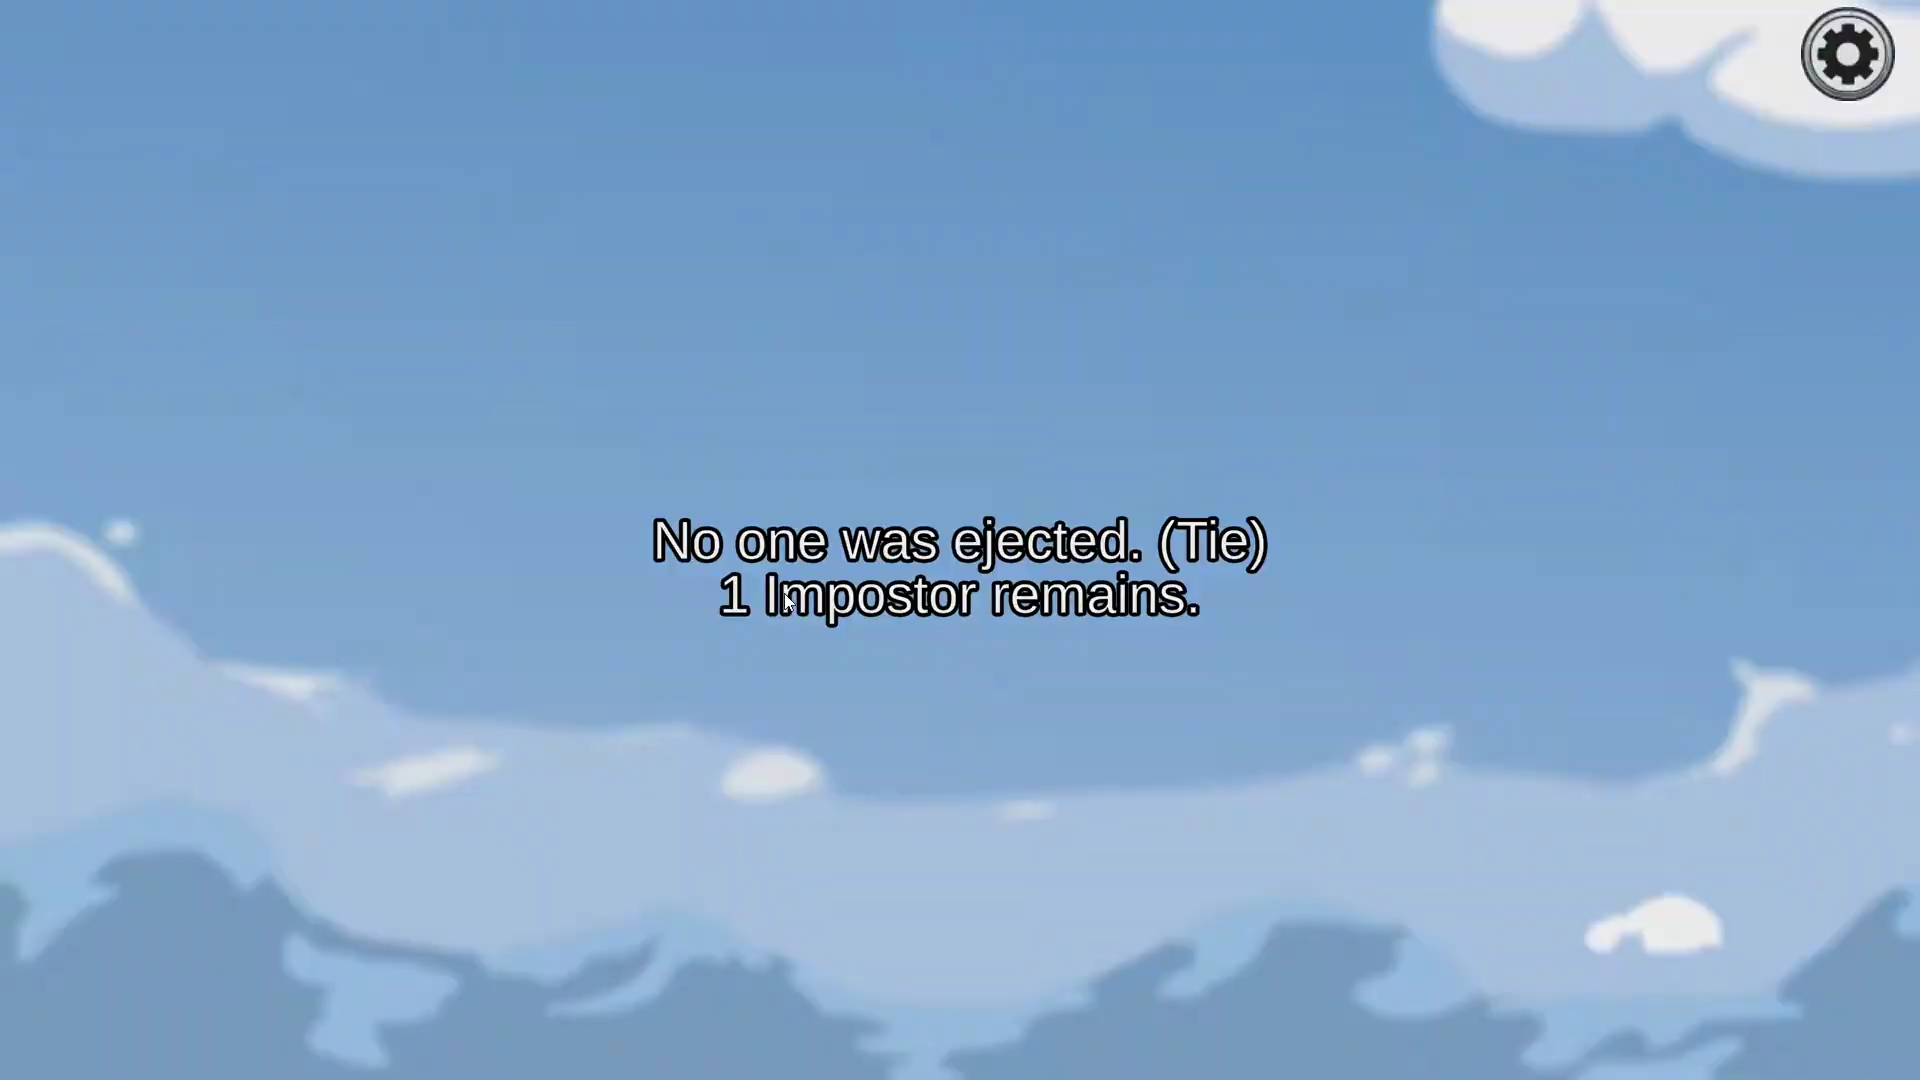 No one was ejected. (Tie)
1 Impostor remains.